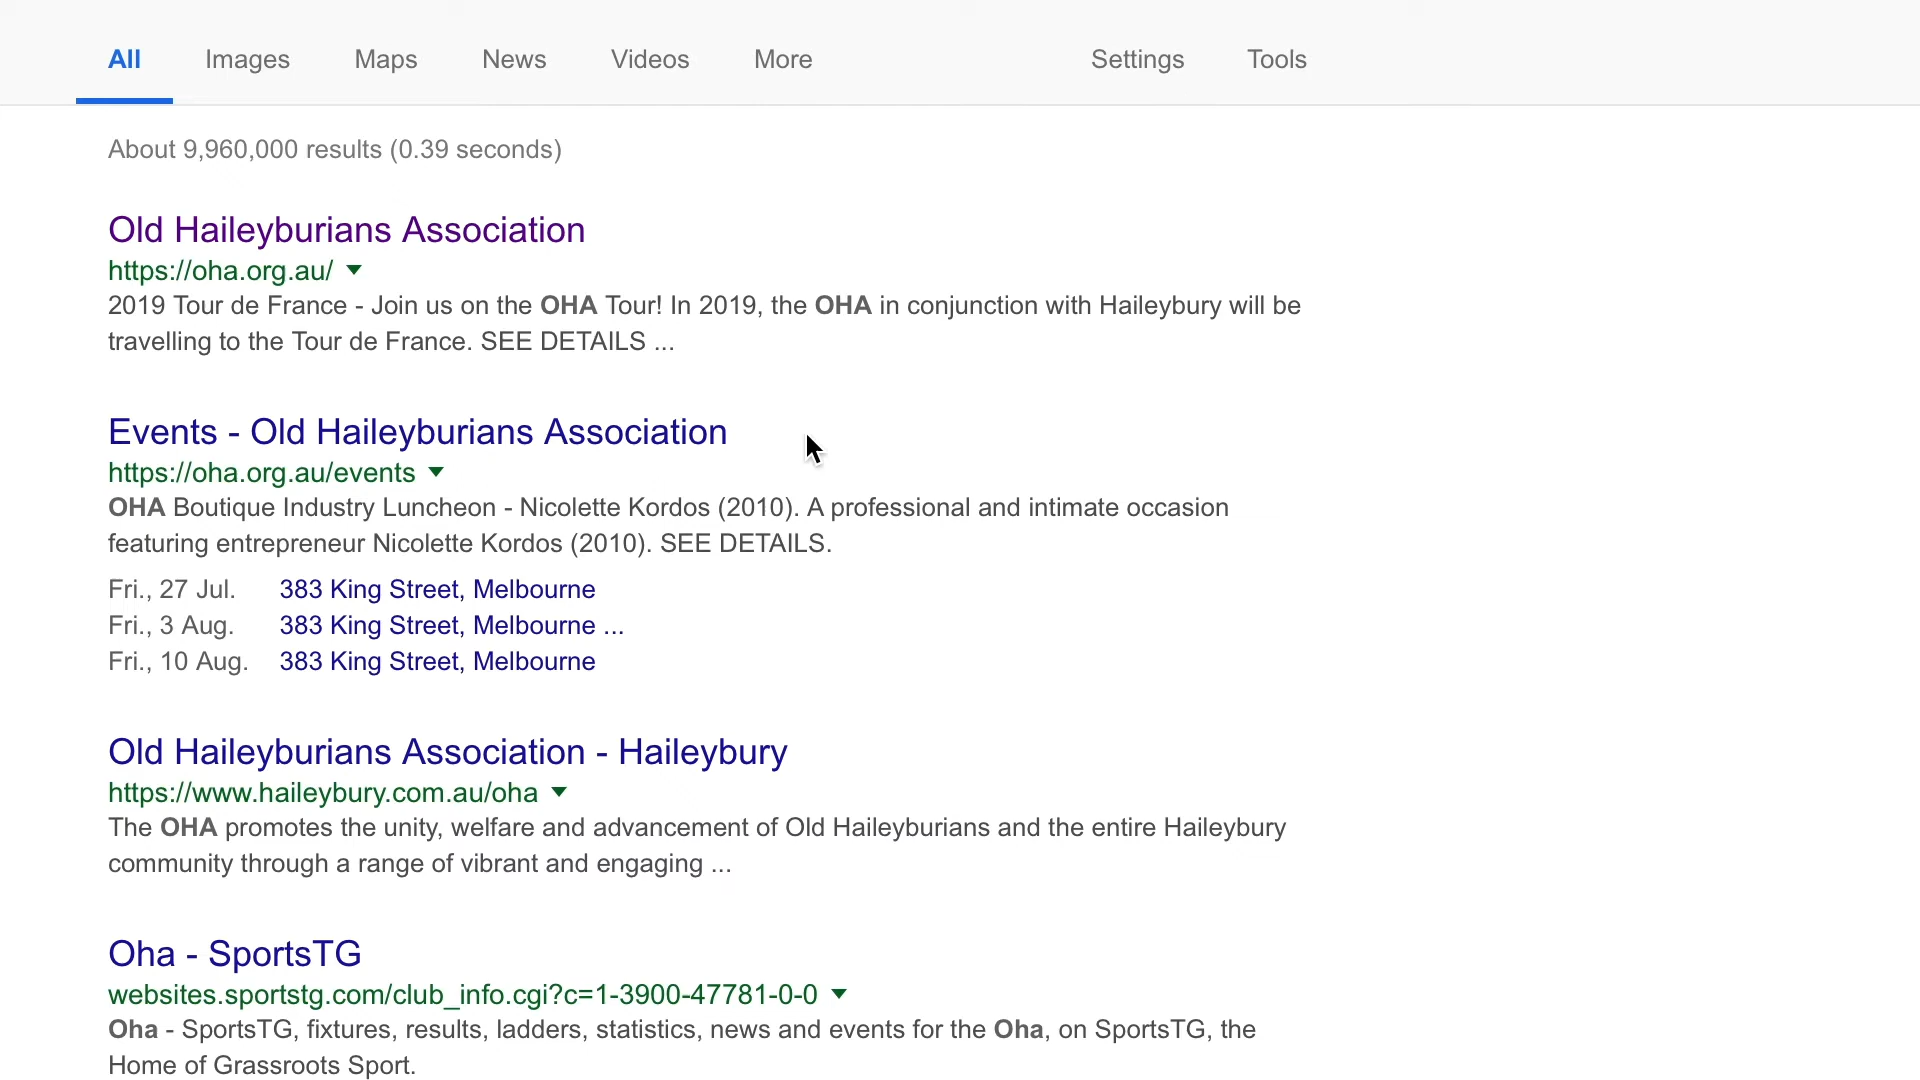 All Images Maps News Videos More Settings Tools
About 9,960,000 results (0.39 seconds)
Old Haileyburians Association
https://oha.org.au/
2019 Tour de France - Join us on the OHA Tour! In 2019, the OHA in conjunction with Haileybury will be
travelling to the Tour de France. SEE DETAILS ...
Events - Old Haileyburians Association
https://oha.org.au/events
OHA Boutique Industry Luncheon - Nicolette Kordos (2010). A professional and intimate occasion
featuring entrepreneur Nicolette Kordos (2010). SEE DETAILS.
Fri., 27 Jul. 383 King Street, Melbourne
Fri., 3 Aug. 383 King Street, Melbourne ...
Fri., 10 Aug. 383 King Street, Melbourne
Old Haileyburians Association - Haileybury
https://www.haileybury.com.au/oha
The OHA promotes the unity, welfare and advancement of Old Haileyburians and the entire Haileybury
community through a range of vibrant and engaging ...
Oha - SportsTG
websites.sportstg.com/club_info.cgi?c=1-3900-47781-0-0
Oha - SportsTG, fixtures, results, ladders, statistics, news and events for the Oha, on SportsTG, the
Home of Grassroots Sport.